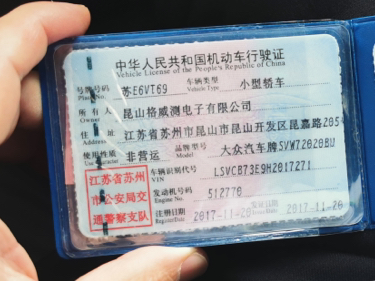 中华人民共和国机动车行驶证
Vehicle License of the People's Republic of China
号牌号码 苏E6VT69 车辆类型 小型轿车
Plate No. Vehicle Type
所有人 昆山格威测电子有限公司
Owner
住址 江苏省苏州市昆山市昆山开发区昆嘉路205
Address
使用性质 非营运 品牌型号 大众汽车牌SVW72020BU
Use Character Model
车辆识别代号 LSVCB73E9H2017271
VIN
江苏省苏州
市公安局交
通警察支队
发动机号码 512770
Engine No.
注册日期 2017-11-20 2017-11-20
Register Date Issue Date